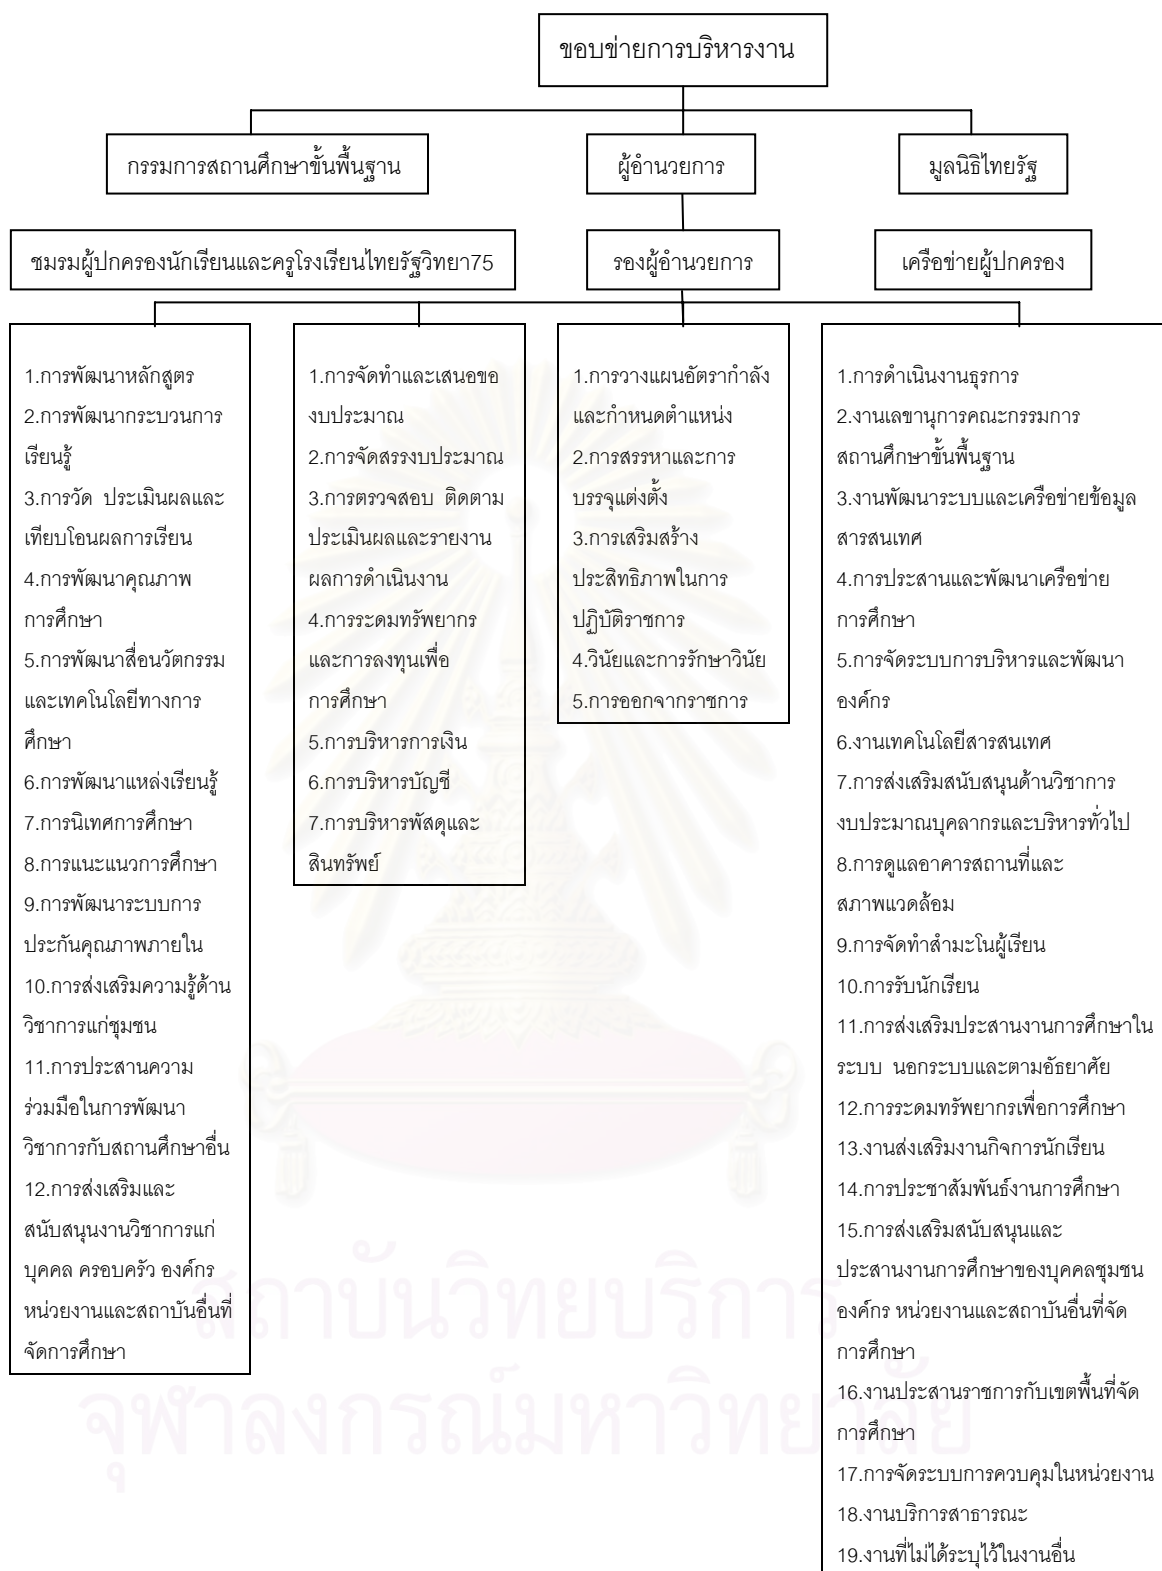 ขอบข่ายการบริหารงาน
กรรมการสถานศึกษาขั้นพื้นฐาน
ผู้อำนวยการ
มูลนิธิไทยรัฐ
ชมรมผู้ปกครองนักเรียนและครูโรงเรียนไทยรัฐวิทยา75
รองผู้อำนวยการ
เครือข่ายผู้ปกครอง
1.การพัฒนาหลักสูตร
2.การพัฒนากระบวนการ
เรียนรู้
3.การวัด ประเมินผลและ
เทียบโอนผลการเรียน
4.การพัฒนาคุณภาพ
การศึกษา
5.การพัฒนาสื่อนวัตกรรม
และเทคโนโลยีทางการ
ศึกษา
6.การพัฒนาแหล่งเรียนรู้
7.การนิเทศการศึกษา
8.การแนะแนวการศึกษา
9.การพัฒนาระบบการ
ประกันคุณภาพภายใน
10.การส่งเสริมความรู้ด้าน
วิชาการแก่ชุมชน
11.การประสานความ
ร่วมมือในการพัฒนา
วิชาการกับสถานศึกษาอื่น
12.การส่งเสริมและ
สนับสนุนงานวิชาการแก่
บุคคล ครอบครัว องค์กร
หน่วยงานและสถาบันอื่นที่
จัดการศึกษา
1.การจัดทำและเสนอขอ
งบประมาณ
2.การจัดสรรงบประมาณ
3.การตรวจสอบ ติดตาม
ประเมินผลและรายงาน
ผลการดำเนินงาน
4.การระดมทรัพยากร
และการลงทุนเพื่อ
การศึกษา
5.การบริหารการเงิน
6.การบริหารบัญชี
7.การบริหารพัสดุและ
สินทรัพย์
1.การวางแผนอัตรากำลัง
และกำหนดตำแหน่ง
2.การสรรหาและการ
บรรจุแต่งตั้ง
3.การเสริมสร้าง
ประสิทธิภาพในการ
ปฏิบัติราชการ
4.วินัยและการรักษาวินัย
5.การออกจากราชการ
1.การดำเนินงานธุรการ
2.งานเลขานุการคณะกรรมการ
สถานศึกษาขั้นพื้นฐาน
3.งานพัฒนาระบบและเครือข่ายข้อมูล
สารสนเทศ
4.การประสานและพัฒนาเครือข่าย
การศึกษา
5.การจัดระบบการบริหารและพัฒนา
องค์กร
6.งานเทคโนโลยีสารสนเทศ
7.การส่งเสริมสนับสนุนด้านวิชาการ
งบประมาณบุคลากรและบริหารทั่วไป
8.การดูแลอาคารสถานที่และ
สภาพแวดล้อม
9.การจัดทำสำมะโนผู้เรียน
10.การรับนักเรียน
11.การส่งเสริมประสานงานการศึกษาใน
ระบบ นอกระบบและตามอัธยาศัย
12.การระดมทรัพยากรเพื่อการศึกษา
13.งานส่งเสริมงานกิจการนักเรียน
14.การประชาสัมพันธ์งานการศึกษา
15.การส่งเสริมสนับสนุนและ
ประสานงานการศึกษาของบุคคลชุมชน
องค์กร หน่วยงานและสถาบันอื่นที่จัด
การศึกษา
16.งานประสานราชการกับเขตพื้นที่จัด
การศึกษา
17.การจัดระบบการควบคุมในหน่วยงาน
18.งานบริการสาธารณะ
19.งานที่ไม่ได้ระบุไว้ในงานอื่น
สถาบันวิทยบริการ
จุฬาลงกรณ์มหาวิทยาลัย